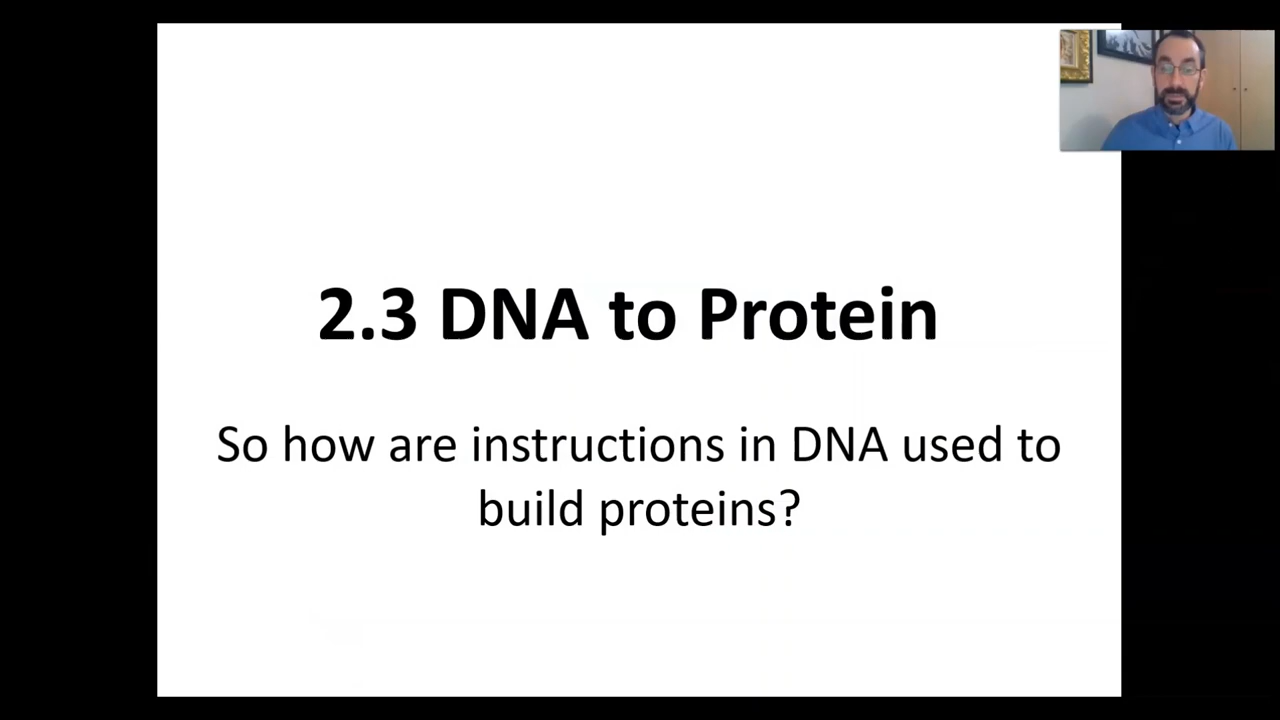 2.3 DNA to Protein
So how are instructions in DNA used to
build proteins?